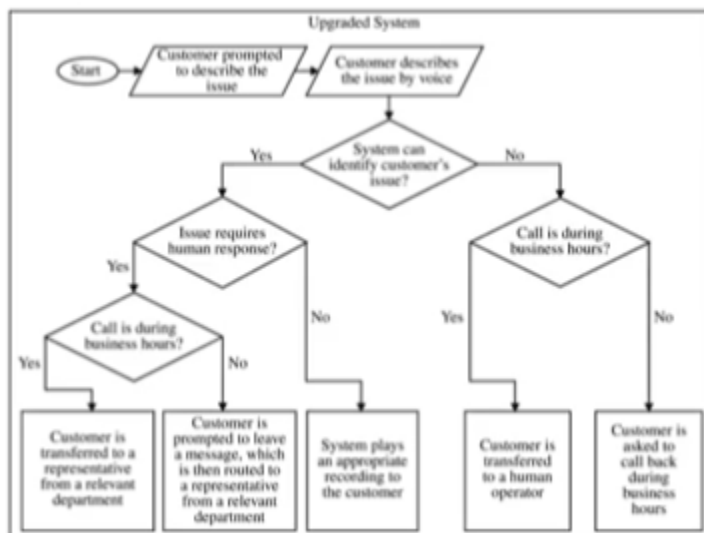 Upgraded System
Start
Customer prompted
to describe the
issue
Customer describes
the issue by voice
System can
identify customer's
issue?
Yes
No
Issue requires
human response?
Call is during
business hours?
Yes
No
Yes
No
Call is during
business hours?
Yes
No
Customer is
transferred to a
representative
from a relevant
department
Customer is
prompted to leave
a message, which
is then routed to
a representative
from a relevant
department
System plays
an appropriate
recording to
the customer
Customer is
transferred
to a human
operator
Customer is
asked to
call back
during
business
hours